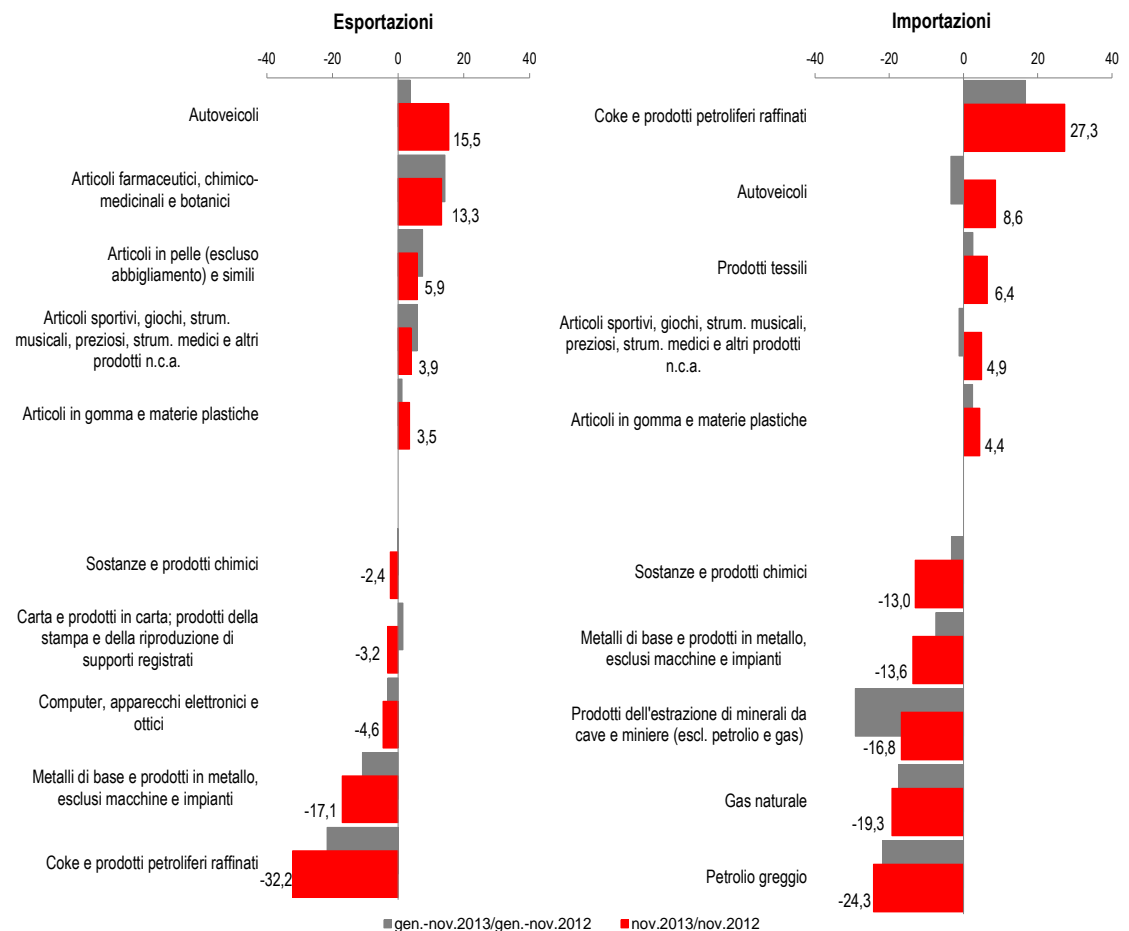 Esportazioni
-40
-20
0
20
40
Autoveicoli
15,5
Articoli farmaceutici, chimico-
medicinali e botanici
13,3
Articoli in pelle (escluso
abbigliamento) e simili
5,9
Articoli sportivi, giochi, strum.
musicali, preziosi, strum. medici e altri
prodotti n.c.a.
3,9
Articoli in gomma e materie plastiche
3,5
Sostanze e prodotti chimici
-2,4
Carta e prodotti in carta; prodotti della
stampa e della riproduzione di
supporti registrati
-3,2
Computer, apparecchi elettronici e
ottici
-4,6
Metalli di base e prodotti in metallo,
esclusi macchine e impianti
-17,1
Coke e prodotti petroliferi raffinati
-32,2
Importazioni
-40
-20
0
20
40
Coke e prodotti petroliferi raffinati
27,3
Autoveicoli
8,6
Prodotti tessili
6,4
Articoli sportivi, giochi, strum. musicali,
preziosi, strum. medici e altri prodotti
n.c.a.
4,9
Articoli in gomma e materie plastiche
4,4
Sostanze e prodotti chimici
-13,0
Metalli di base e prodotti in metallo,
esclusi macchine e impianti
-13,6
Prodotti dell'estrazione di minerali da
cave e miniere (escl. petrolio e gas)
-16,8
Gas naturale
-19,3
Petrolio greggio
-24,3
gen.-nov.2013/gen.-nov.2012
nov.2013/nov.2012